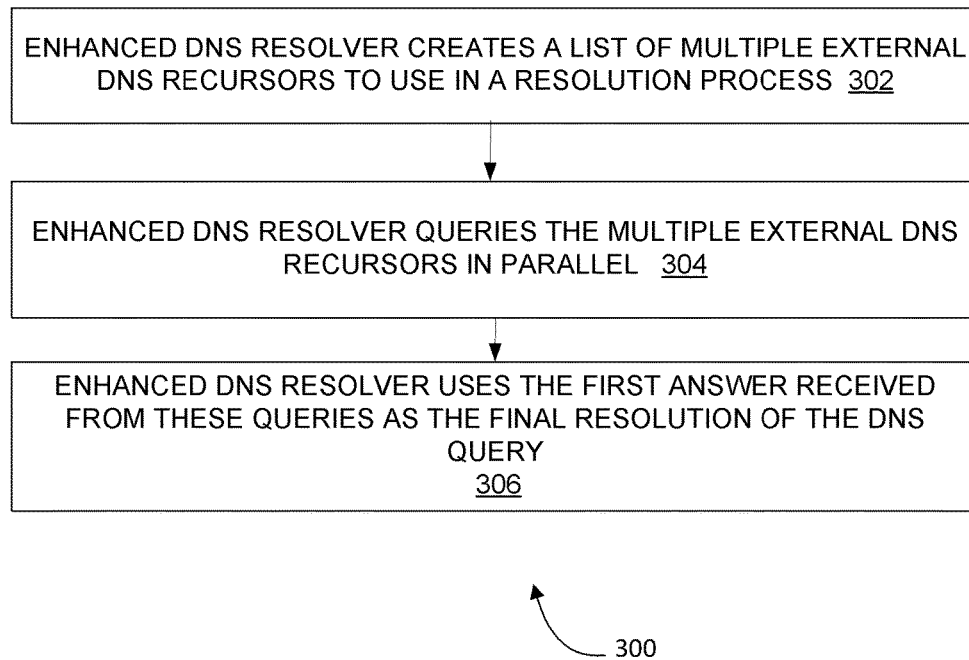 ENHANCED DNS RESOLVER CREATES A LIST OF MULTIPLE EXTERNAL
DNS RECURSORS TO USE IN A RESOLUTION PROCESS 302
ENHANCED DNS RESOLVER QUERIES THE MULTIPLE EXTERNAL DNS
RECURSORS IN PARALLEL 304
ENHANCED DNS RESOLVER USES THE FIRST ANSWER RECEIVED
FROM THESE QUERIES AS THE FINAL RESOLUTION OF THE DNS
QUERY
306
300